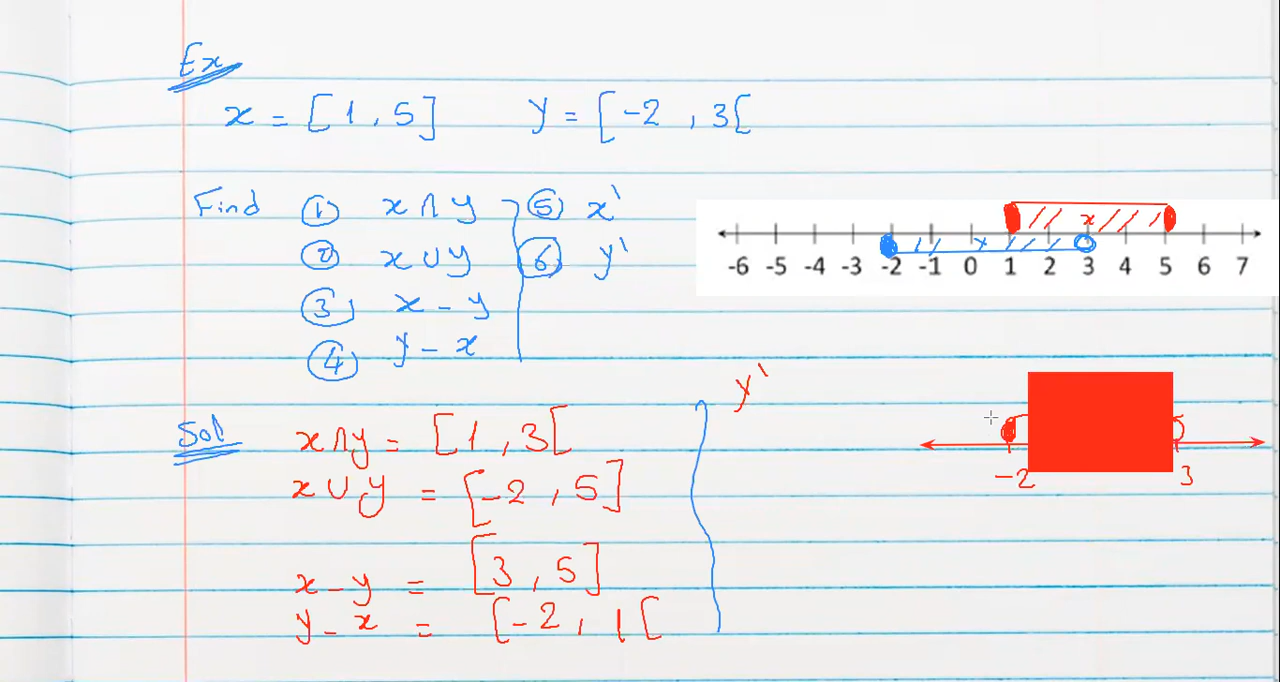 Ex
x = [ 1 , 5 ] y = [ -2 , 3 [
Find ① x ∩ y ⑤ x'
② x ∪ y ⑥ y'
③ x - y
④ y - x
x
x
-6 -5 -4 -3 -2 -1 0 1 2 3 4 5 6 7
Sol x ∩ y = [ 1 , 3 [
x ∪ y = [ -2 , 5 ]
x - y = [ 3 , 5 ]
y - x = [ -2 , 1 [
y'
-2 3